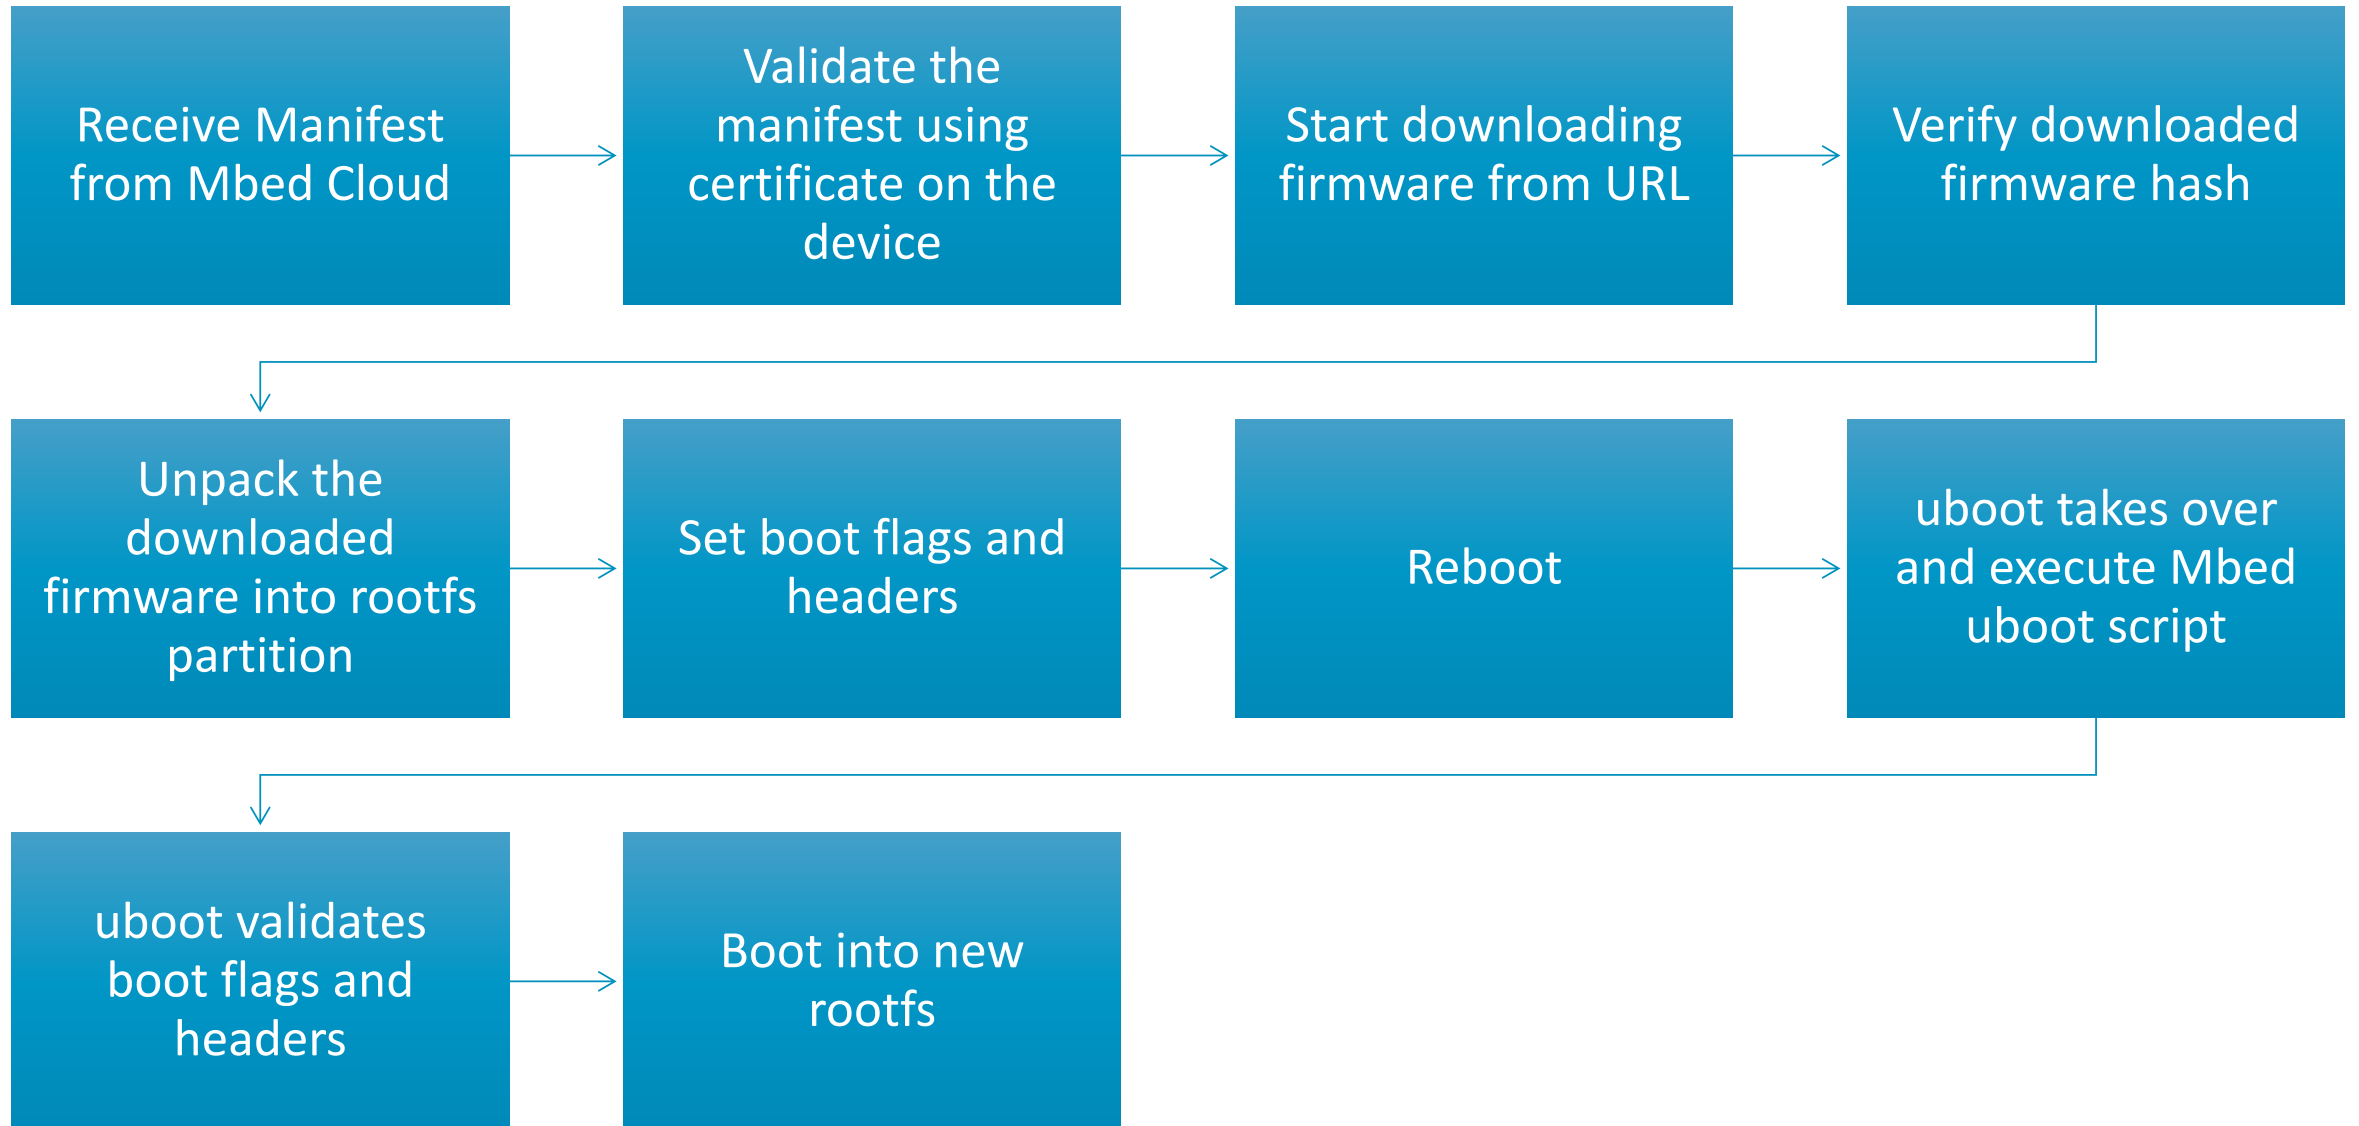 Receive Manifest
from Mbed Cloud
Validate the
manifest using
certificate on the
device
Start downloading
firmware from URL
Verify downloaded
firmware hash
Unpack the
downloaded
firmware into rootfs
partition
Set boot flags and
headers
Reboot
uboot takes over
and execute Mbed
uboot script
uboot validates
boot flags and
headers
Boot into new
rootfs